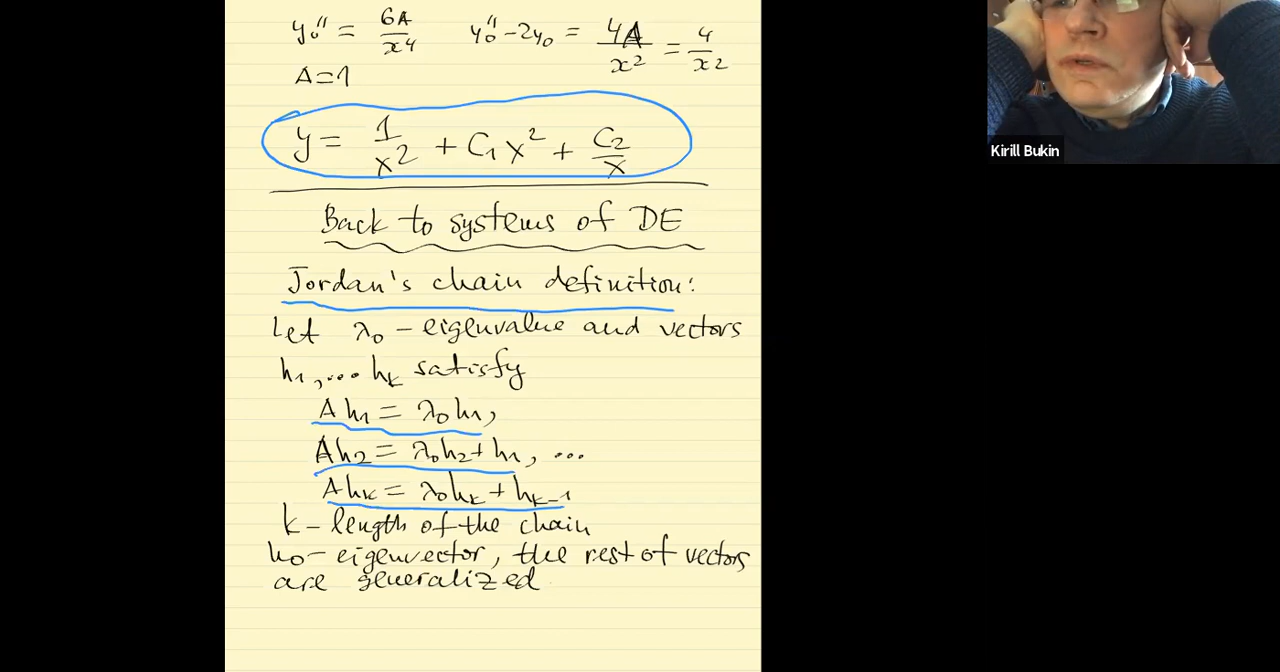 y₀'' = 6A/x⁴ y₀''-2y₀ = 4A/x² = 4/x²
A=1
y= 1/x² + C₁x² + C₂/x
Back to systems of DE
Jordan's chain definition:
Let λ₀ - eigenvalue and vectors
h₁,... hₖ satisfy
Ah₁ = λ₀h₁,
Ah₂ = λ₀h₂+h₁, ...
Ahₖ = λ₀hₖ + hₖ₋₁
k - length of the chain
h₀ - eigenvector, the rest of vectors
are generalized
Kirill Bukin